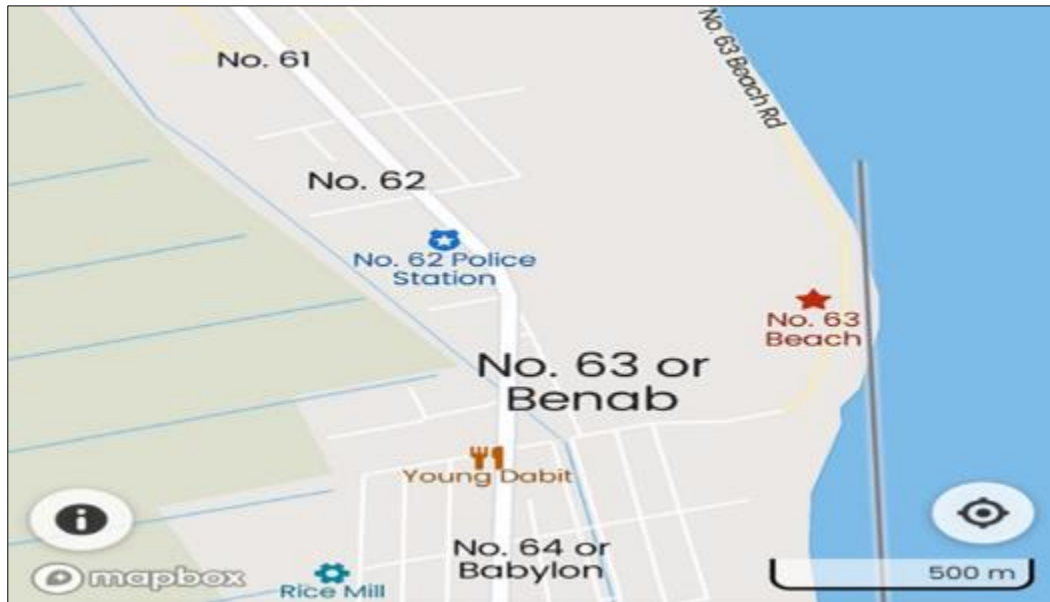 No. 61
No. 63 Beach Rd
No. 62
No. 62 Police
Station
No. 63
Beach
No. 63 or
Benab
Young Dabit
No. 64 or
Babylon
Rice Mill
mapbox
500 m